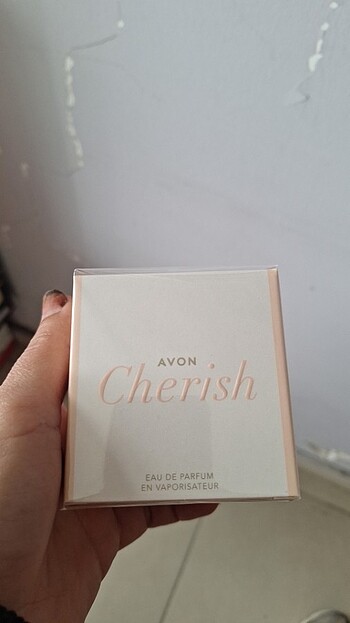 AVON
Cherish
EAU DE PARFUM
EN VAPORISATEUR